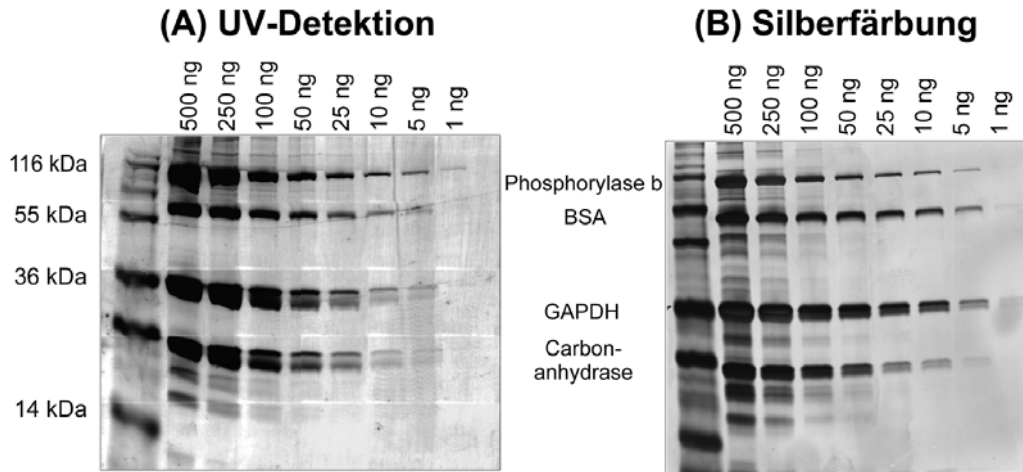 (A) UV-Detektion
500 ng
250 ng
100 ng
50 ng
25 ng
10 ng
5 ng
1 ng
116 kDa
55 kDa
36 kDa
14 kDa
Phosphorylase b
BSA
GAPDH
Carbon-
anhydrase
(B) Silberfärbung
500 ng
250 ng
100 ng
50 ng
25 ng
10 ng
5 ng
1 ng